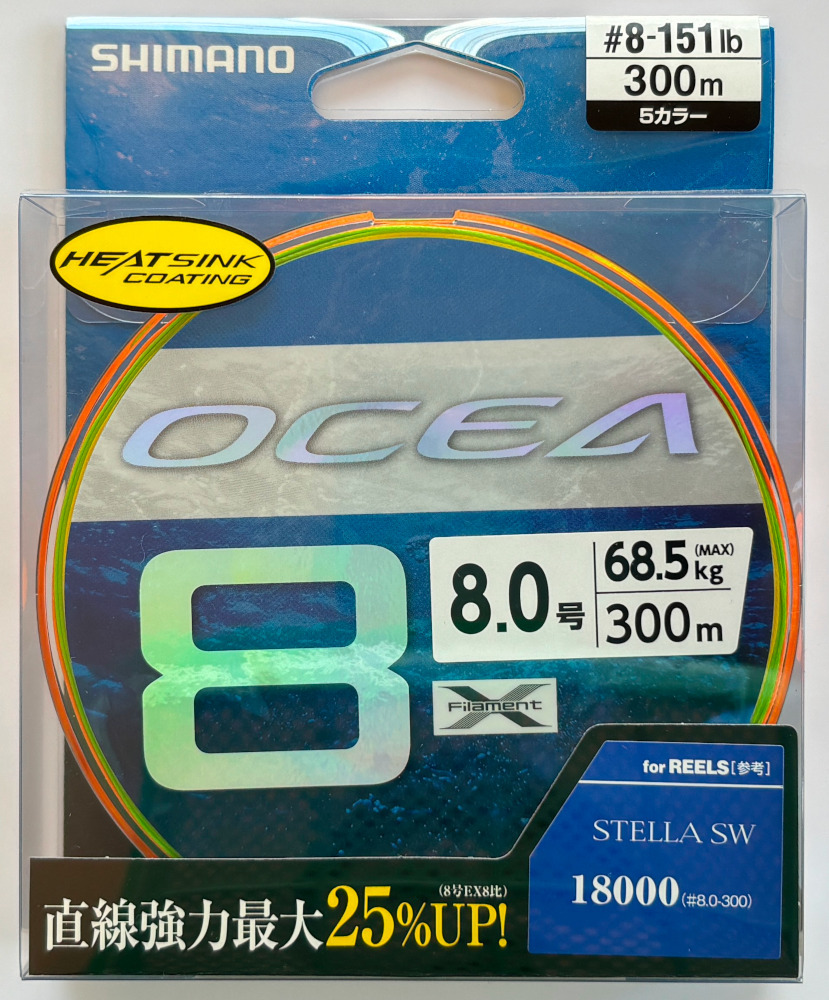 SHIMANO
#8-151lb
300m
5カラー
HEATSINK
COATING
OCEA
8
8.0号
68.5kg
(MAX)
300m
X
Filament
for REELS[参考]
STELLA SW
18000(#8.0-300)
(8号EX8比)
直線強力最大25%UP!